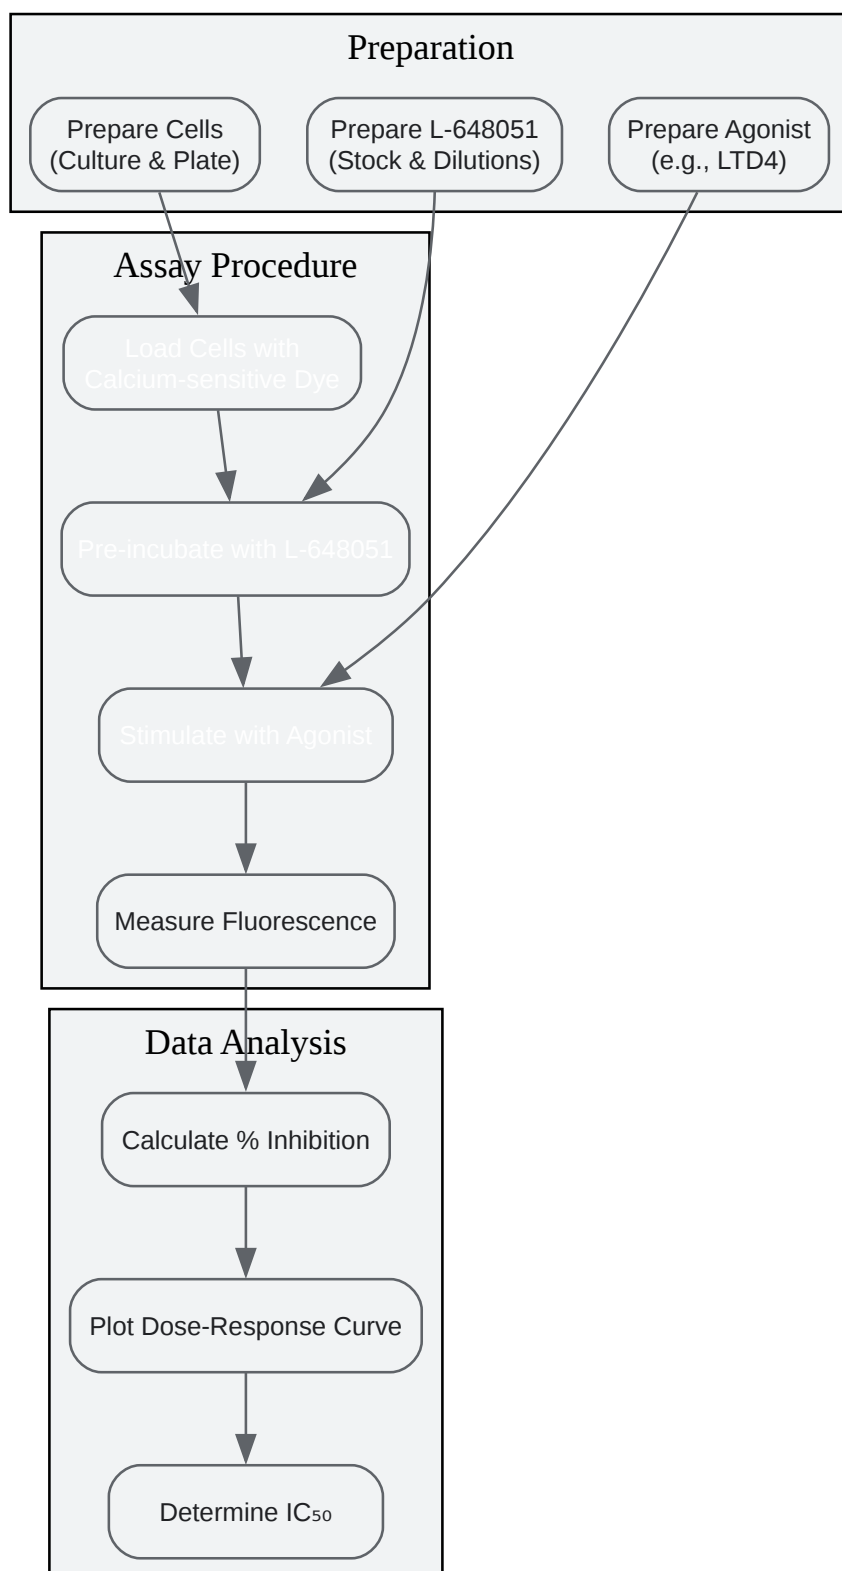 Preparation
Prepare Cells
(Culture & Plate)
Prepare L-648051
(Stock & Dilutions)
Prepare Agonist
(e.g., LTD4)
Assay Procedure
Load Cells with
Calcium-sensitive Dye
Pre-incubate with L-648051
Stimulate with Agonist
Measure Fluorescence
Data Analysis
Calculate % Inhibition
Plot Dose-Response Curve
Determine IC₅₀